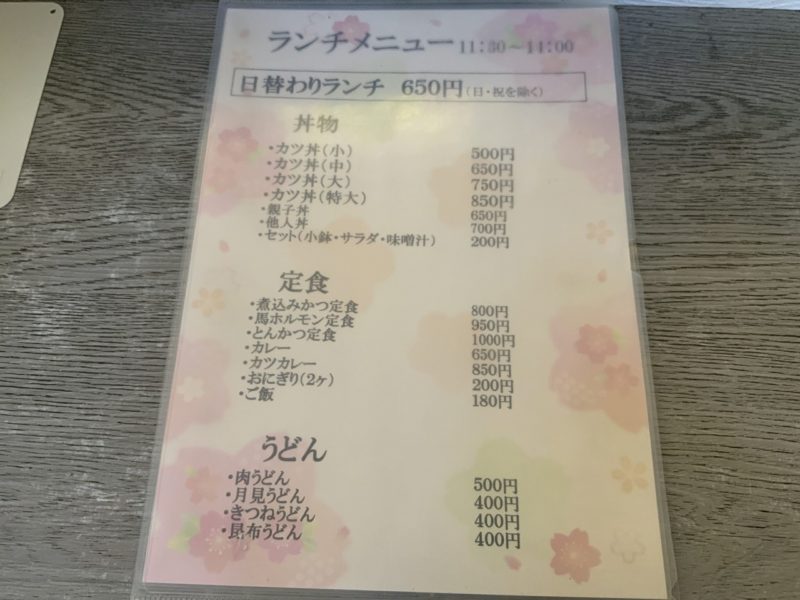 ランチメニュー 11:30～14:00
日替わりランチ 650円(日・祝を除く)
丼物
・カツ丼(小) 500円
・カツ丼(中) 650円
・カツ丼(大) 750円
・カツ丼(特大) 850円
・親子丼 650円
・他人丼 700円
・セット(小鉢・サラダ・味噌汁) 200円
定食
・煮込みかつ定食 800円
・馬ホルモン定食 950円
・とんかつ定食 1000円
・カレー 650円
・カツカレー 850円
・おにぎり(2ヶ) 200円
・ご飯 180円
うどん
・肉うどん 500円
・月見うどん 400円
・きつねうどん 400円
・昆布うどん 400円